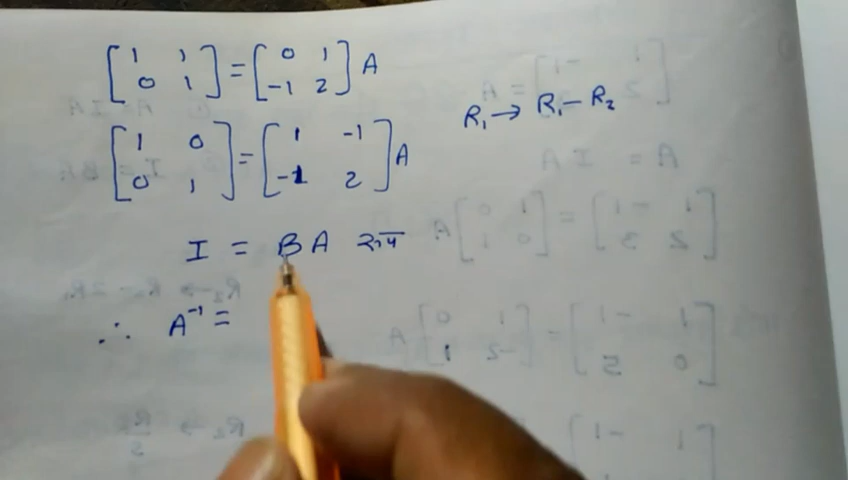 [1 1; 0 1] = [0 1; -1 2] A
R₁ → R₁ - R₂
[1 0; 0 1] = [1 -1; -1 2] A
I = BA
∴ A⁻¹ =